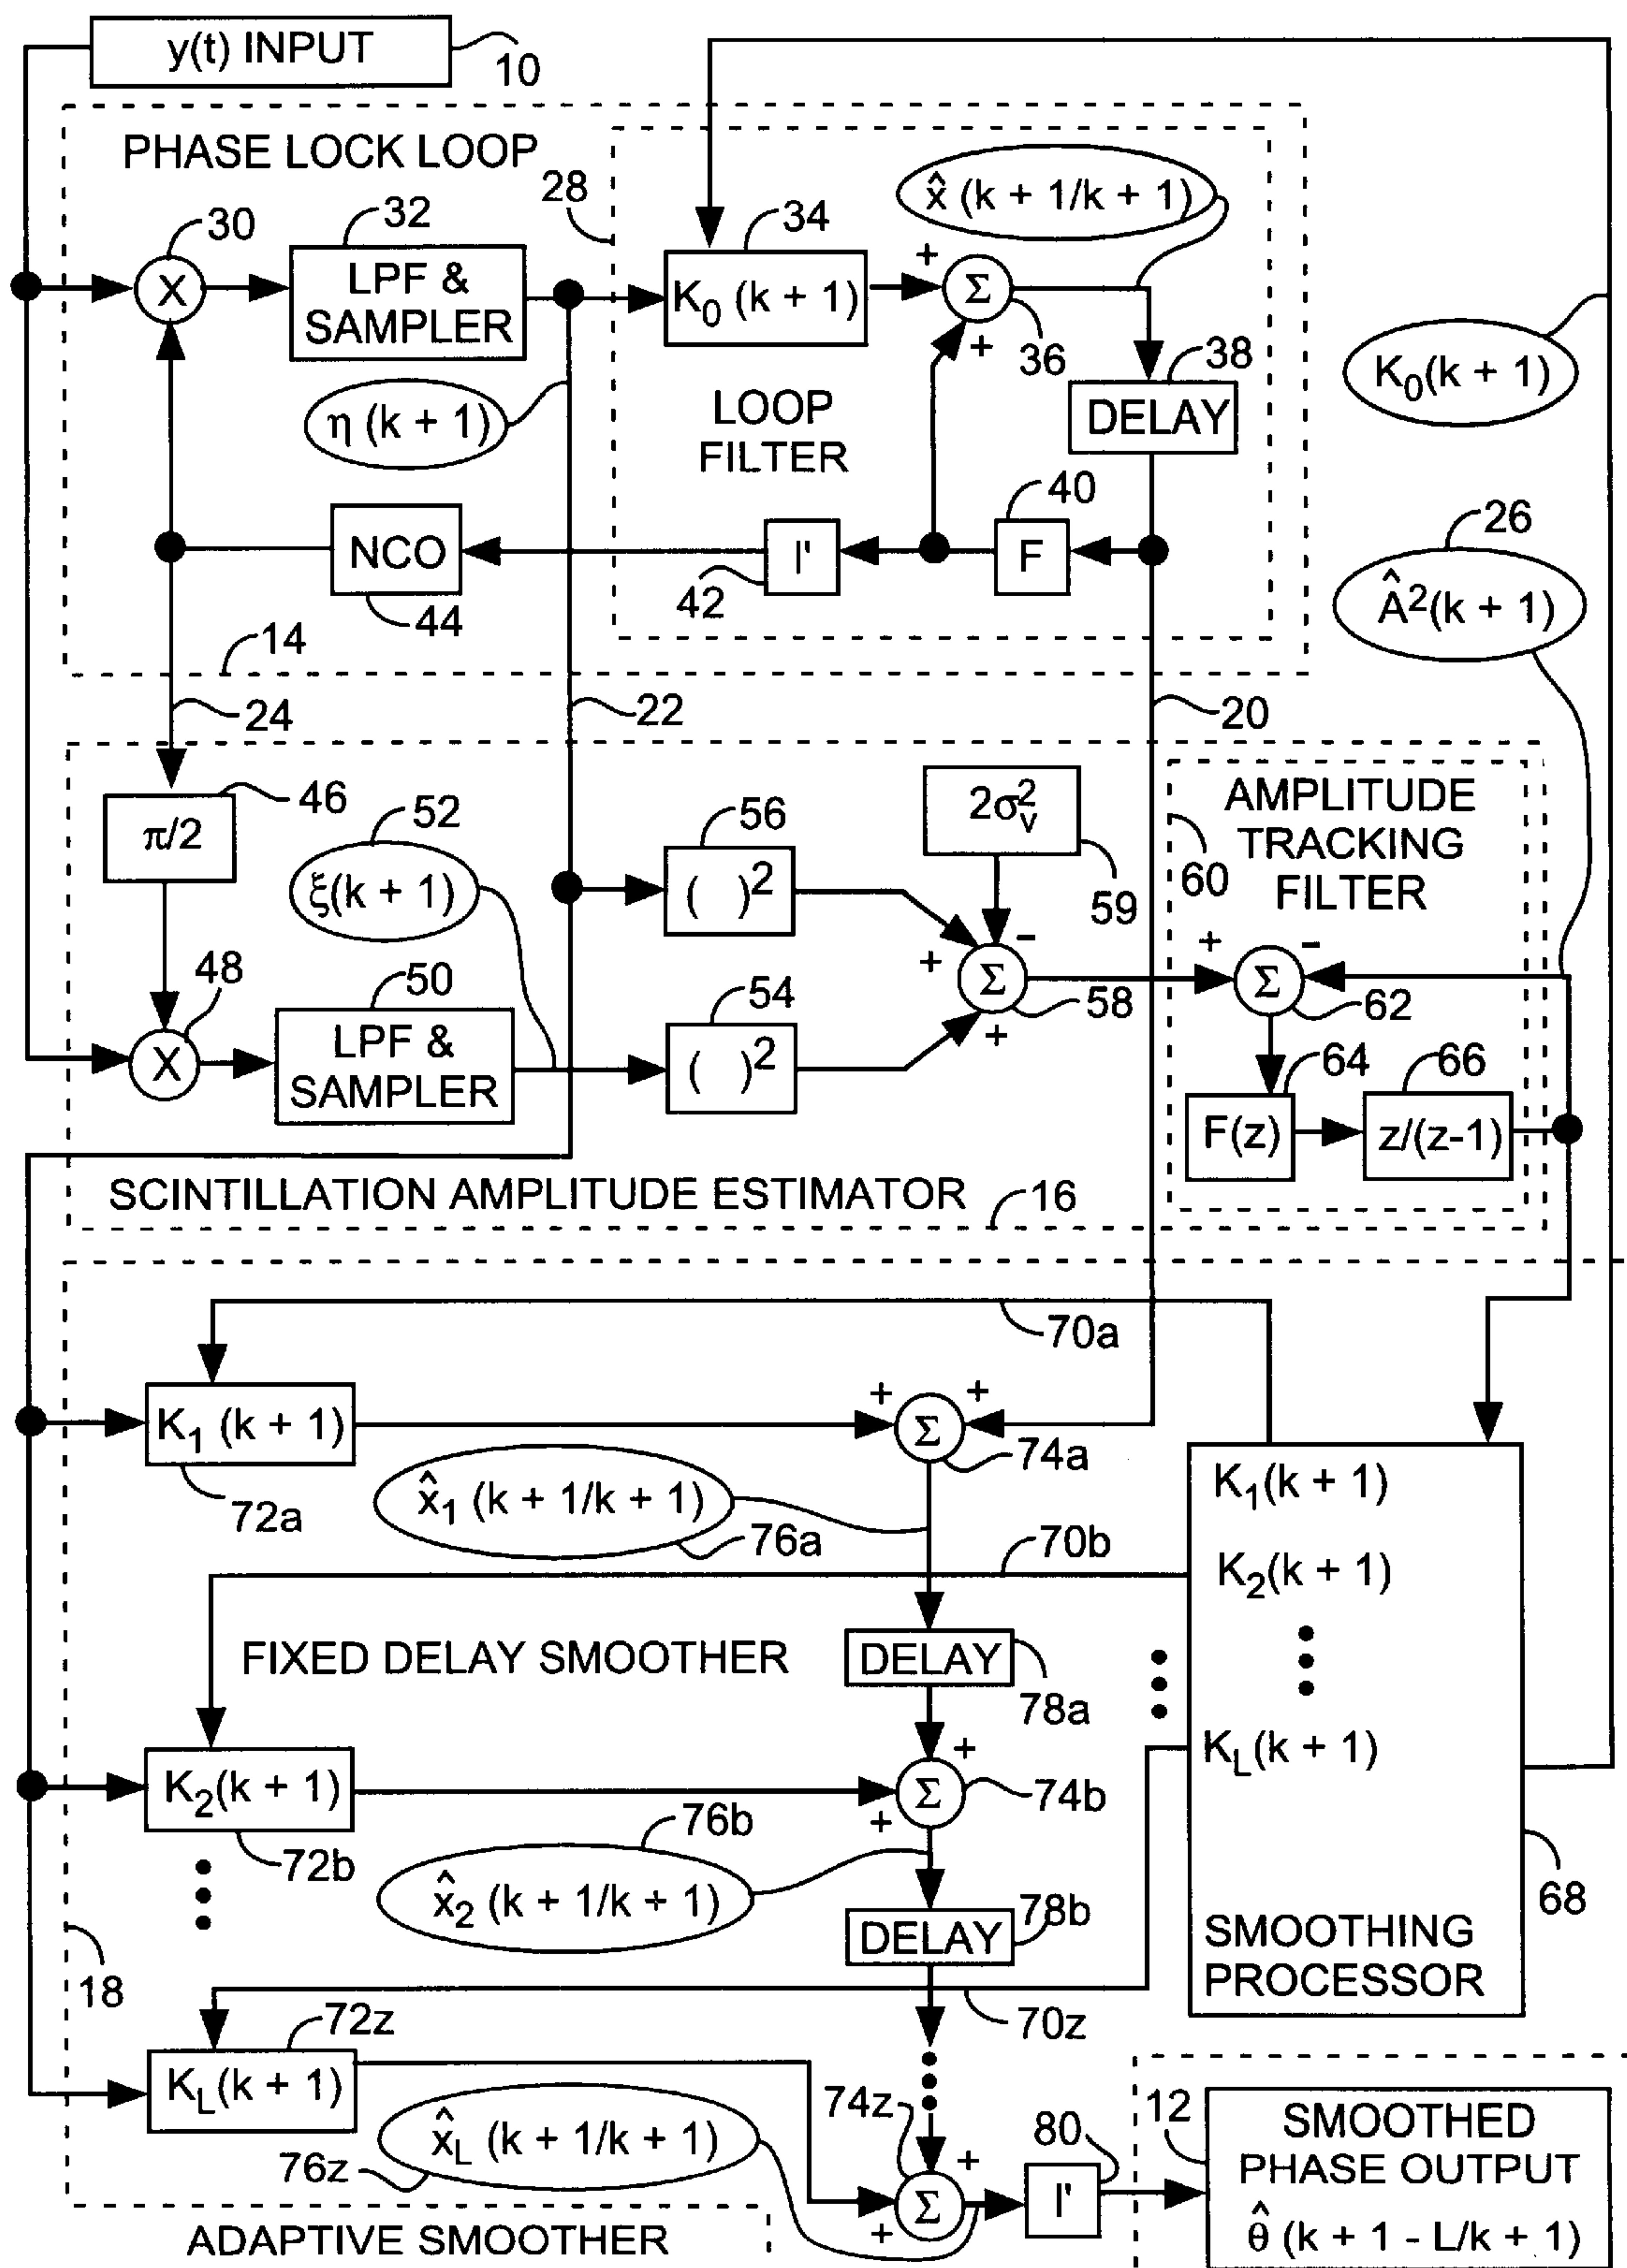 y(t) INPUT
10
PHASE LOCK LOOP
28
30
32
34
x̂ (k + 1/k + 1)
X
LPF &
SAMPLER
K₀ (k + 1)
+
Σ
+
36
38
DELAY
K₀(k + 1)
η (k + 1)
LOOP
FILTER
40
26
NCO
44
l'
42
F
Â²(k + 1)
14
24
22
20
46
π/2
52
ξ(k + 1)
56
( )²
2σᵥ²
59
60
AMPLITUDE
TRACKING
FILTER
48
X
50
LPF &
SAMPLER
54
( )²
+
−
Σ
+
58
+
−
Σ
62
64
F(z)
66
z/(z-1)
SCINTILLATION AMPLITUDE ESTIMATOR
16
70a
K₁ (k + 1)
72a
+
+
Σ
74a
x̂₁ (k + 1/k + 1)
76a
70b
K₁(k + 1)
K₂(k + 1)
K_L(k + 1)
FIXED DELAY SMOOTHER
DELAY
78a
K₂(k + 1)
72b
+
Σ
+
74b
76b
x̂₂ (k + 1/k + 1)
DELAY
78b
68
SMOOTHING
PROCESSOR
18
70z
72z
K_L(k + 1)
x̂_L (k + 1/k + 1)
76z
74z
+
Σ
+
80
l'
12
SMOOTHED
PHASE OUTPUT
θ̂ (k + 1 - L/k + 1)
ADAPTIVE SMOOTHER